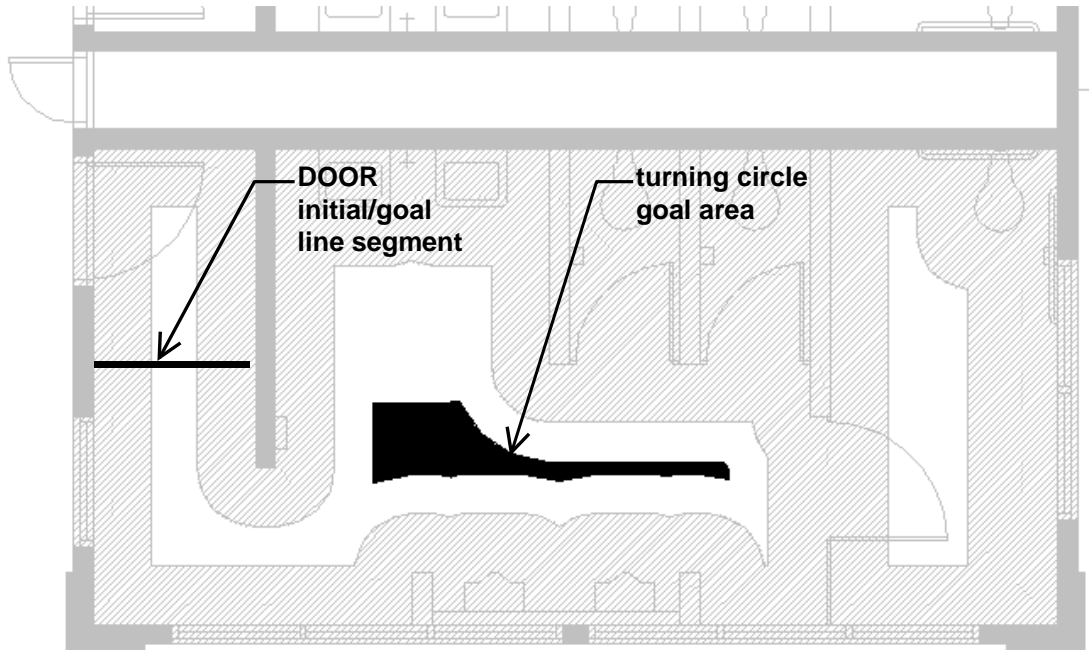 DOOR
initial/goal
line segment
turning circle
goal area